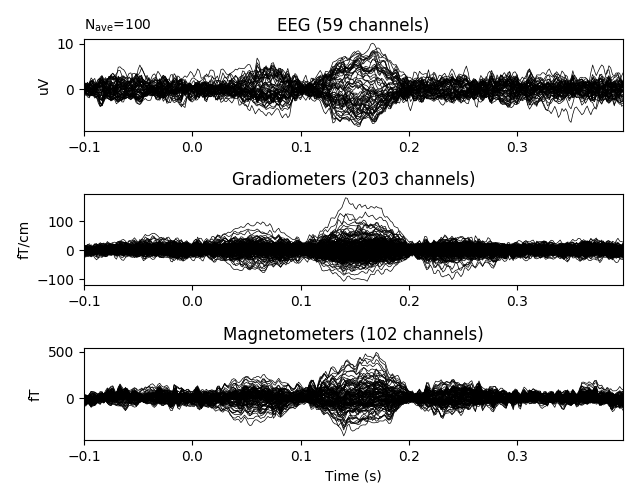 N_ave=100
EEG (59 channels)
10
0
uV
−0.1 0.0 0.1 0.2 0.3
Gradiometers (203 channels)
100
0
−100
fT/cm
−0.1 0.0 0.1 0.2 0.3
Magnetometers (102 channels)
500
0
fT
−0.1 0.0 0.1 0.2 0.3
Time (s)